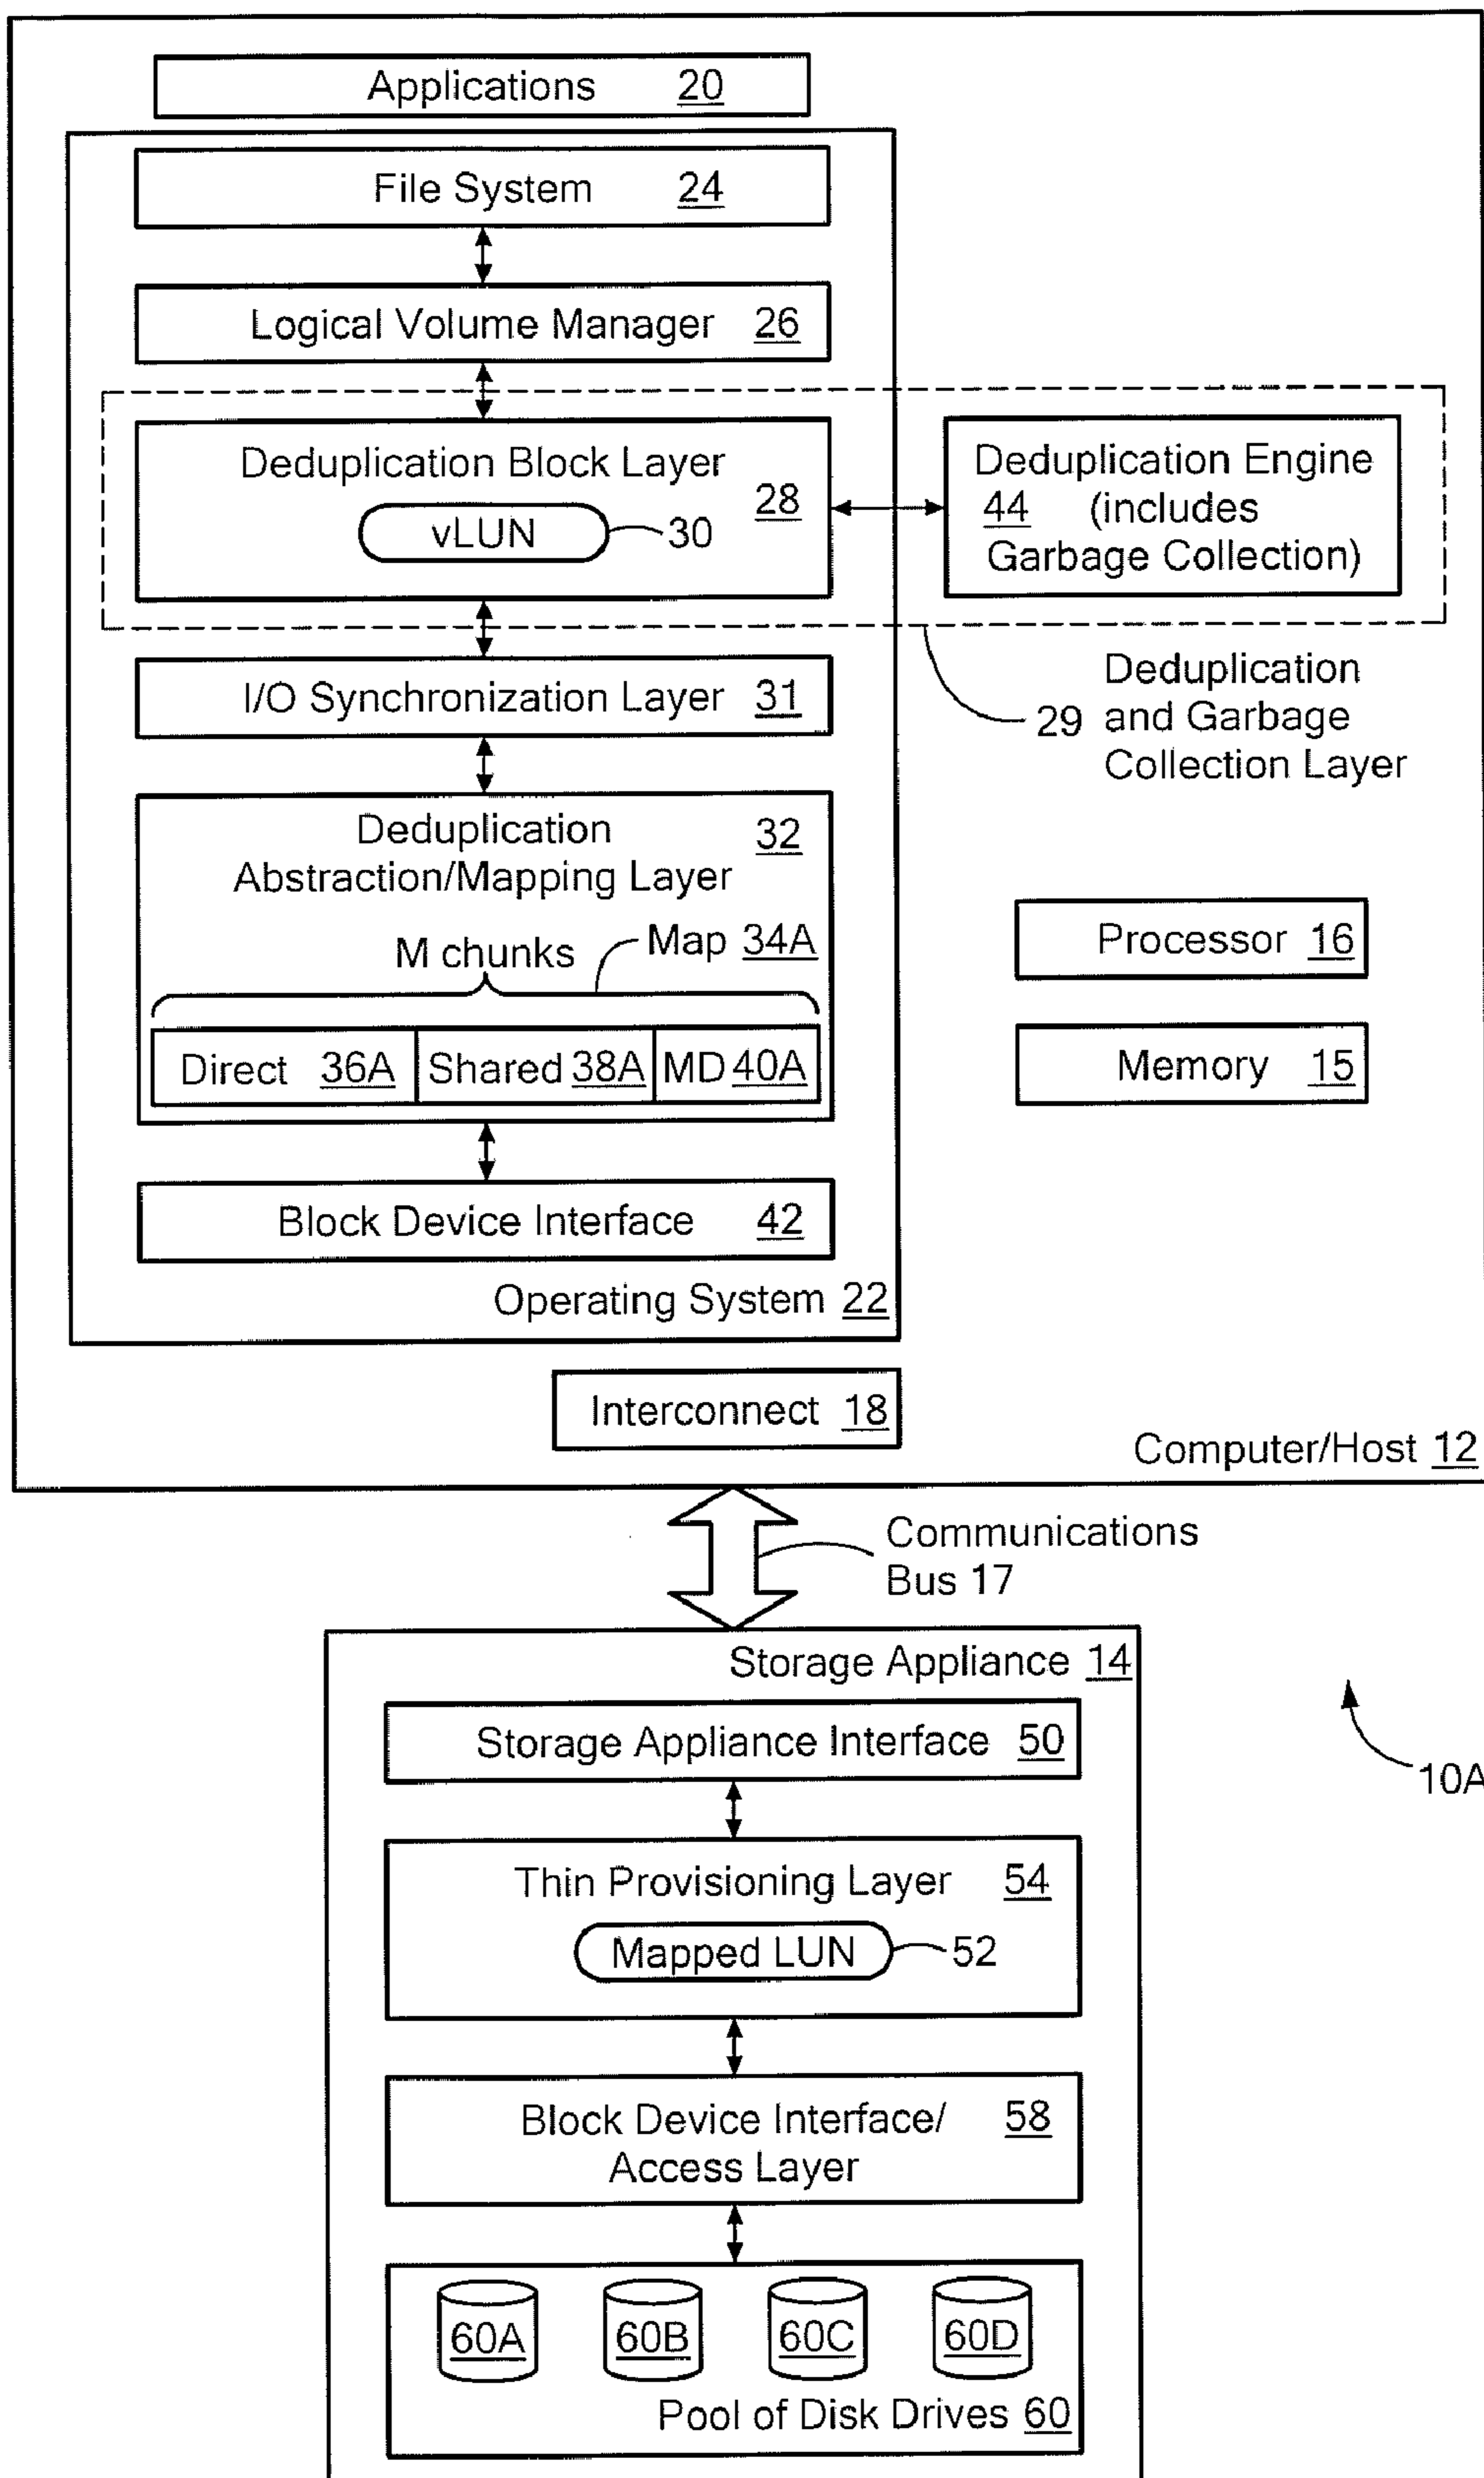 Applications 20
File System 24
Logical Volume Manager 26
Deduplication Block Layer
28
vLUN 30
Deduplication Engine
44 (includes
Garbage Collection)
I/O Synchronization Layer 31
29 Deduplication
and Garbage
Collection Layer
Deduplication 32
Abstraction/Mapping Layer
M chunks Map 34A
Direct 36A Shared 38A MD 40A
Processor 16
Memory 15
Block Device Interface 42
Operating System 22
Interconnect 18
Computer/Host 12
Communications
Bus 17
Storage Appliance 14
Storage Appliance Interface 50
10A
Thin Provisioning Layer 54
Mapped LUN 52
Block Device Interface/ 58
Access Layer
60A 60B 60C 60D
Pool of Disk Drives 60